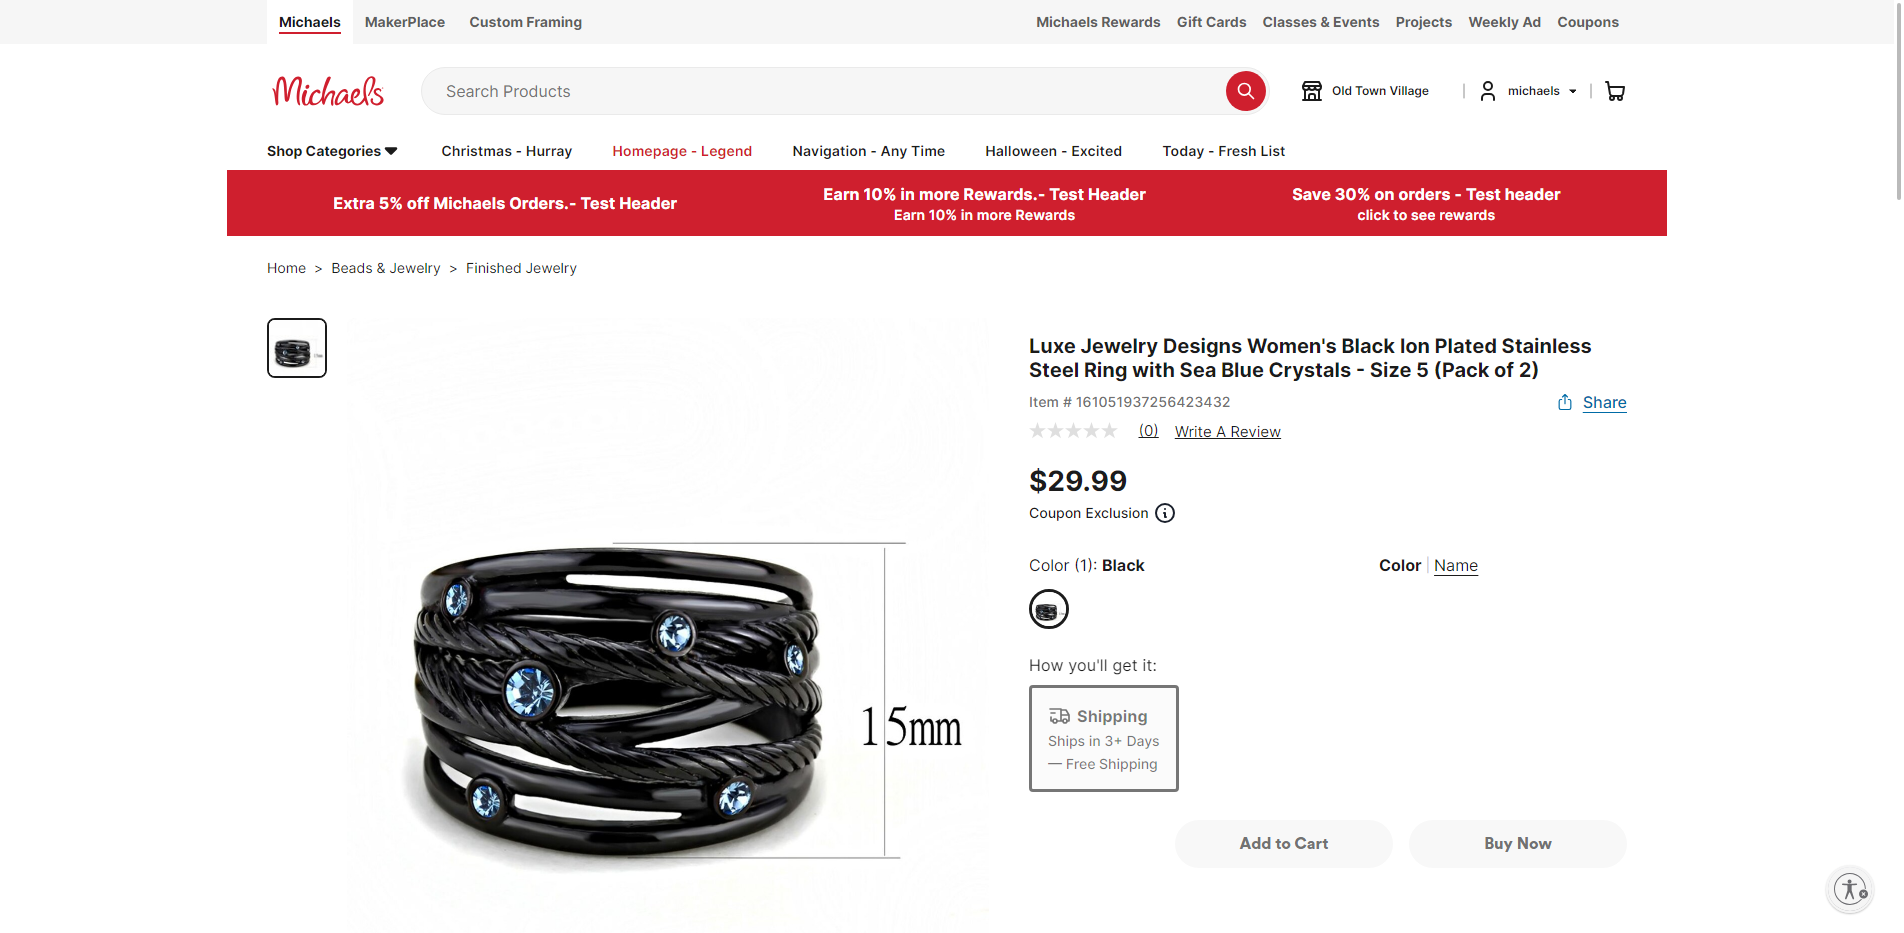 Michaels
MakerPlace
Custom Framing
Michaels Rewards
Gift Cards
Classes & Events
Projects
Weekly Ad
Coupons
Michaels
Search Products
Old Town Village
michaels
Shop Categories
Christmas - Hurray
Homepage - Legend
Navigation - Any Time
Halloween - Excited
Today - Fresh List
Extra 5% off Michaels Orders.- Test Header
Earn 10% in more Rewards.- Test Header
Earn 10% in more Rewards
Save 30% on orders - Test header
click to see rewards
Home > Beads & Jewelry > Finished Jewelry
15mm
Luxe Jewelry Designs Women's Black Ion Plated Stainless
Steel Ring with Sea Blue Crystals - Size 5 (Pack of 2)
Item # 161051937256423432
Share
(0)
Write A Review
$29.99
Coupon Exclusion
Color (1): Black
Color | Name
How you'll get it:
Shipping
Ships in 3+ Days
— Free Shipping
Add to Cart
Buy Now